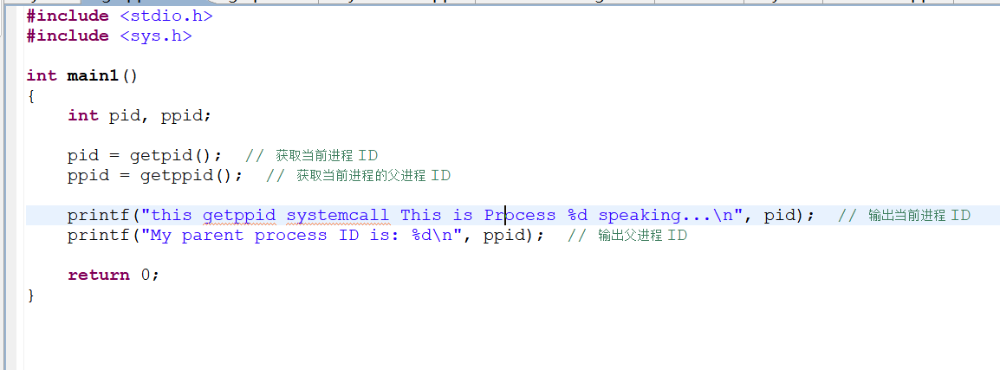 #include <stdio.h>
#include <sys.h>
int main1()
{
int pid, ppid;
pid = getpid();  // 获取当前进程 ID
ppid = getppid();  // 获取当前进程的父进程 ID
printf("this getppid systemcall This is Process %d speaking...\n", pid);  // 输出当前进程 ID
printf("My parent process ID is: %d\n", ppid);  // 输出父进程 ID
return 0;
}